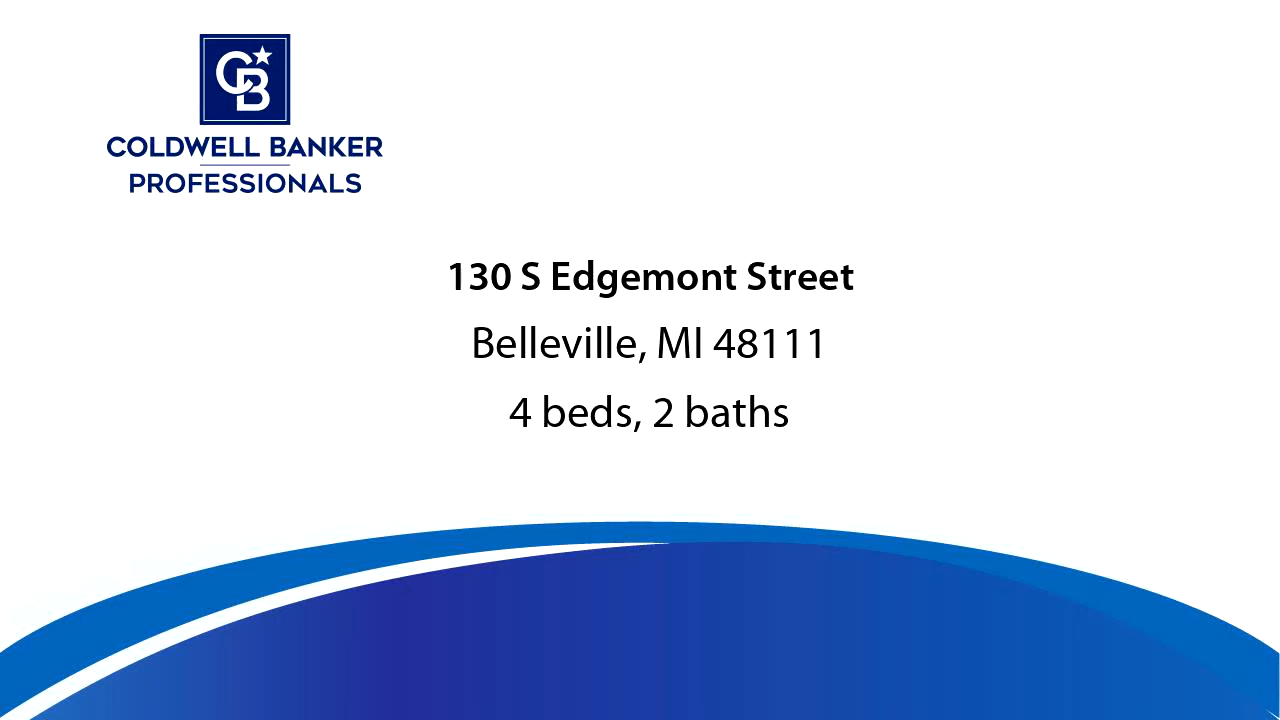 CB
COLDWELL BANKER
PROFESSIONALS
130 S Edgemont Street
Belleville, MI 48111
4 beds, 2 baths